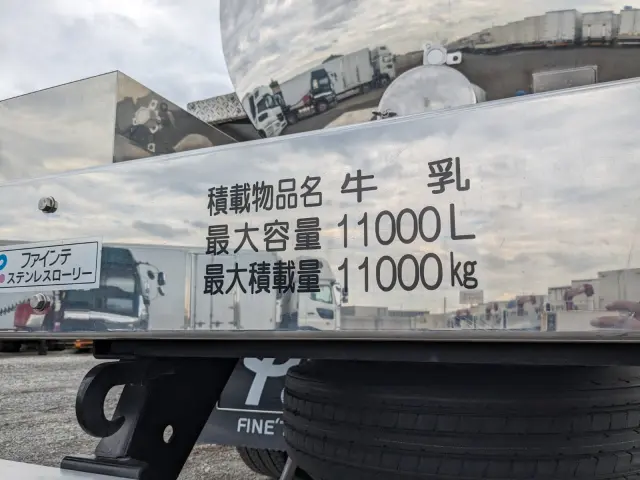 積載物品名 牛 乳
最大容量 11000L
最大積載量 11000kg
ファインテ
ステンレスローリー
FINE'